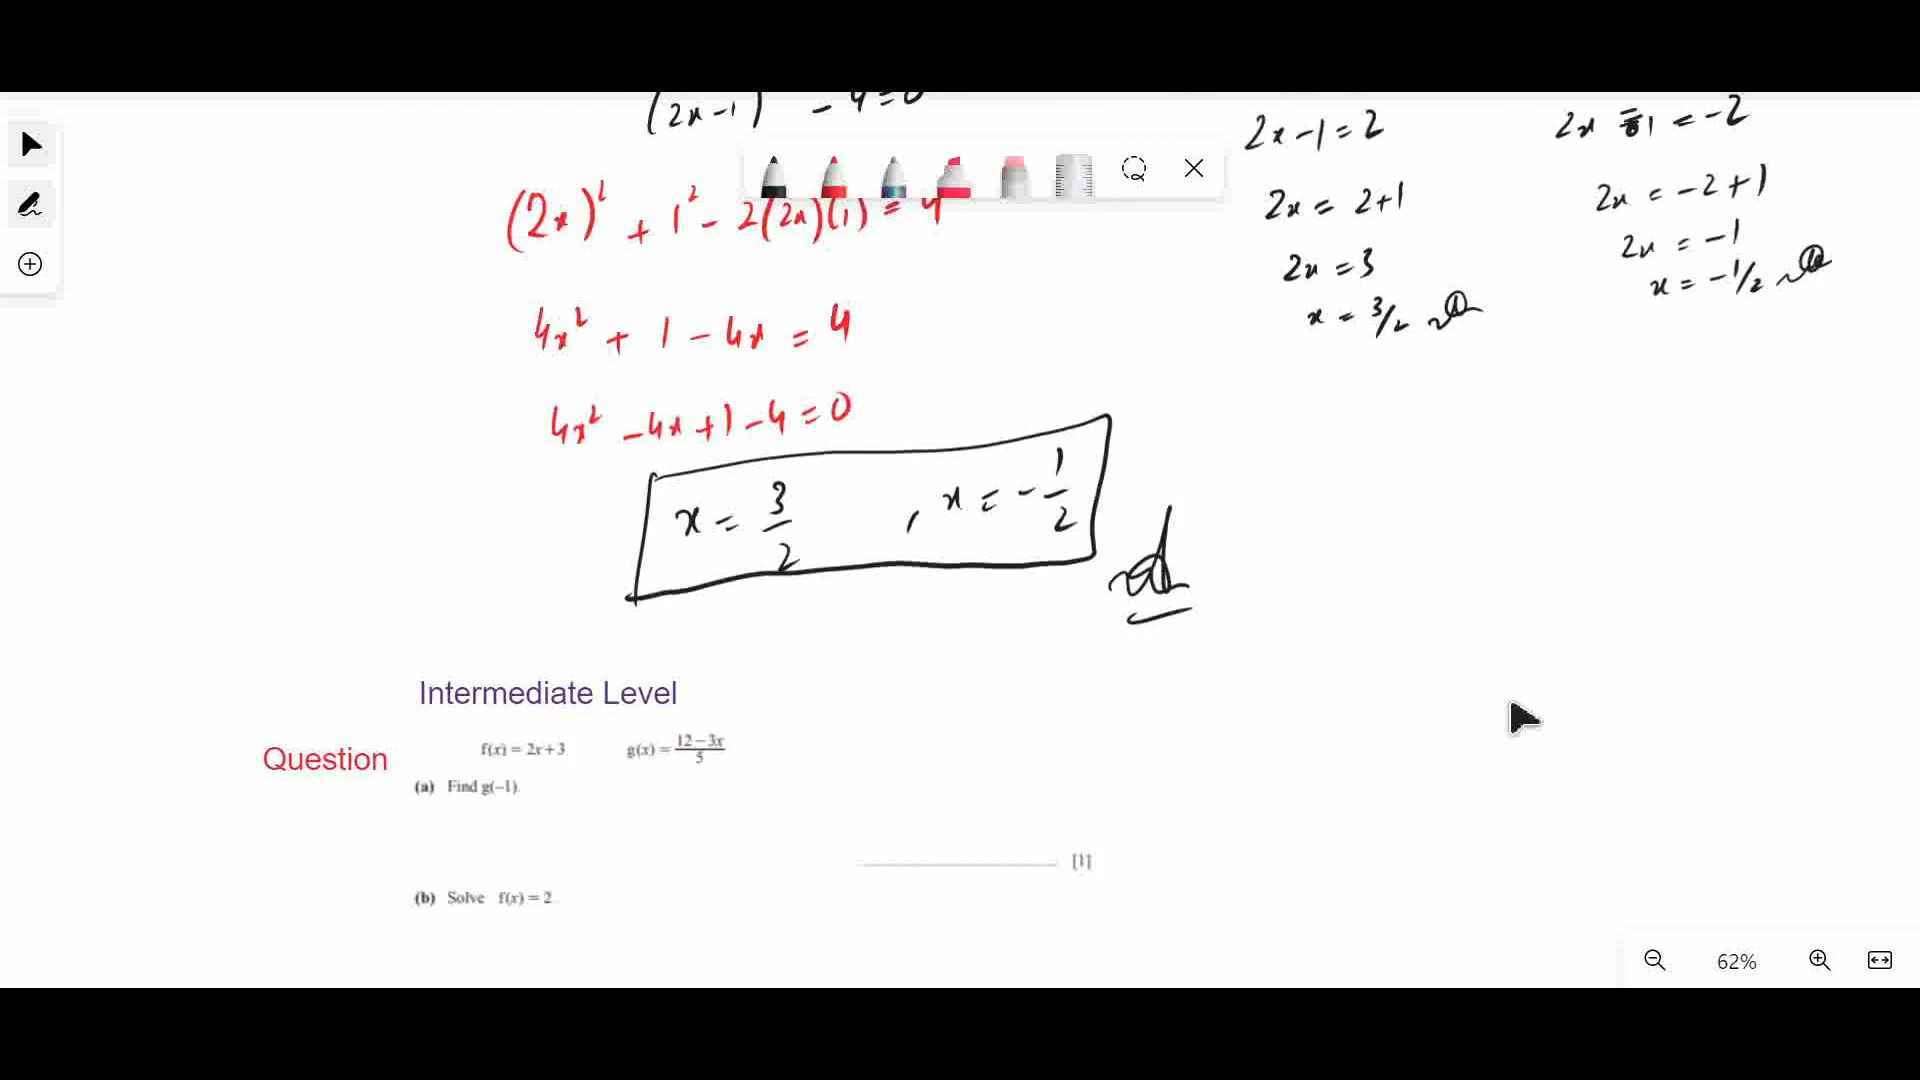 (2x-1) - 4=0
(2x)² + 1² - 2(2x)(1) = 4
4x² + 1 - 4x = 4
4x² - 4x + 1 - 4 = 0
x = 3/2 , x = -1/2
2x-1=2
2x = 2+1
2x = 3
x = 3/2
2x -1 = -2
2x = -2+1
2x = -1
x = -1/2
Intermediate Level
Question
f(x) = 2x+3 g(x) = (12-3x)/5
(a) Find g(-1).
[1]
(b) Solve f(x) = 2.
62%